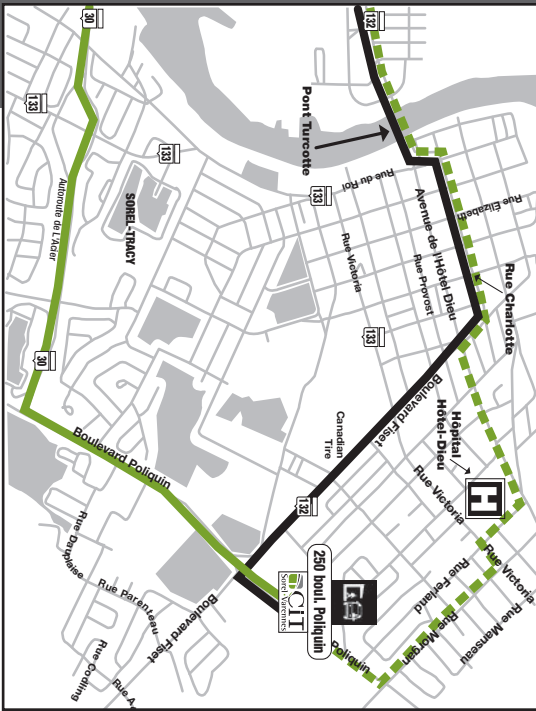 30
132
133
Pont Turcotte
133
133
Rue du Roi
Rue Élizabeth
Avenue de l'Hôtel-Dieu
Rue Charlotte
Autoroute de L'Acier
SOREL-TRACY
Rue Victoria
Rue Provost
133
30
Boulevard Fiset
Hôpital
Hôtel-Dieu
H
Canadian
Tire
Rue Victoria
Boulevard Poliquin
132
Rue Victoria
Rue Ferland
Rue Manseau
Rue Dauplaise
250 boul. Poliquin
CiT
Sorel-Varennes
Rue Morgan
Rue Parenteau
Boulevard Fiset
Poliquin
Rue Codling
Rue A